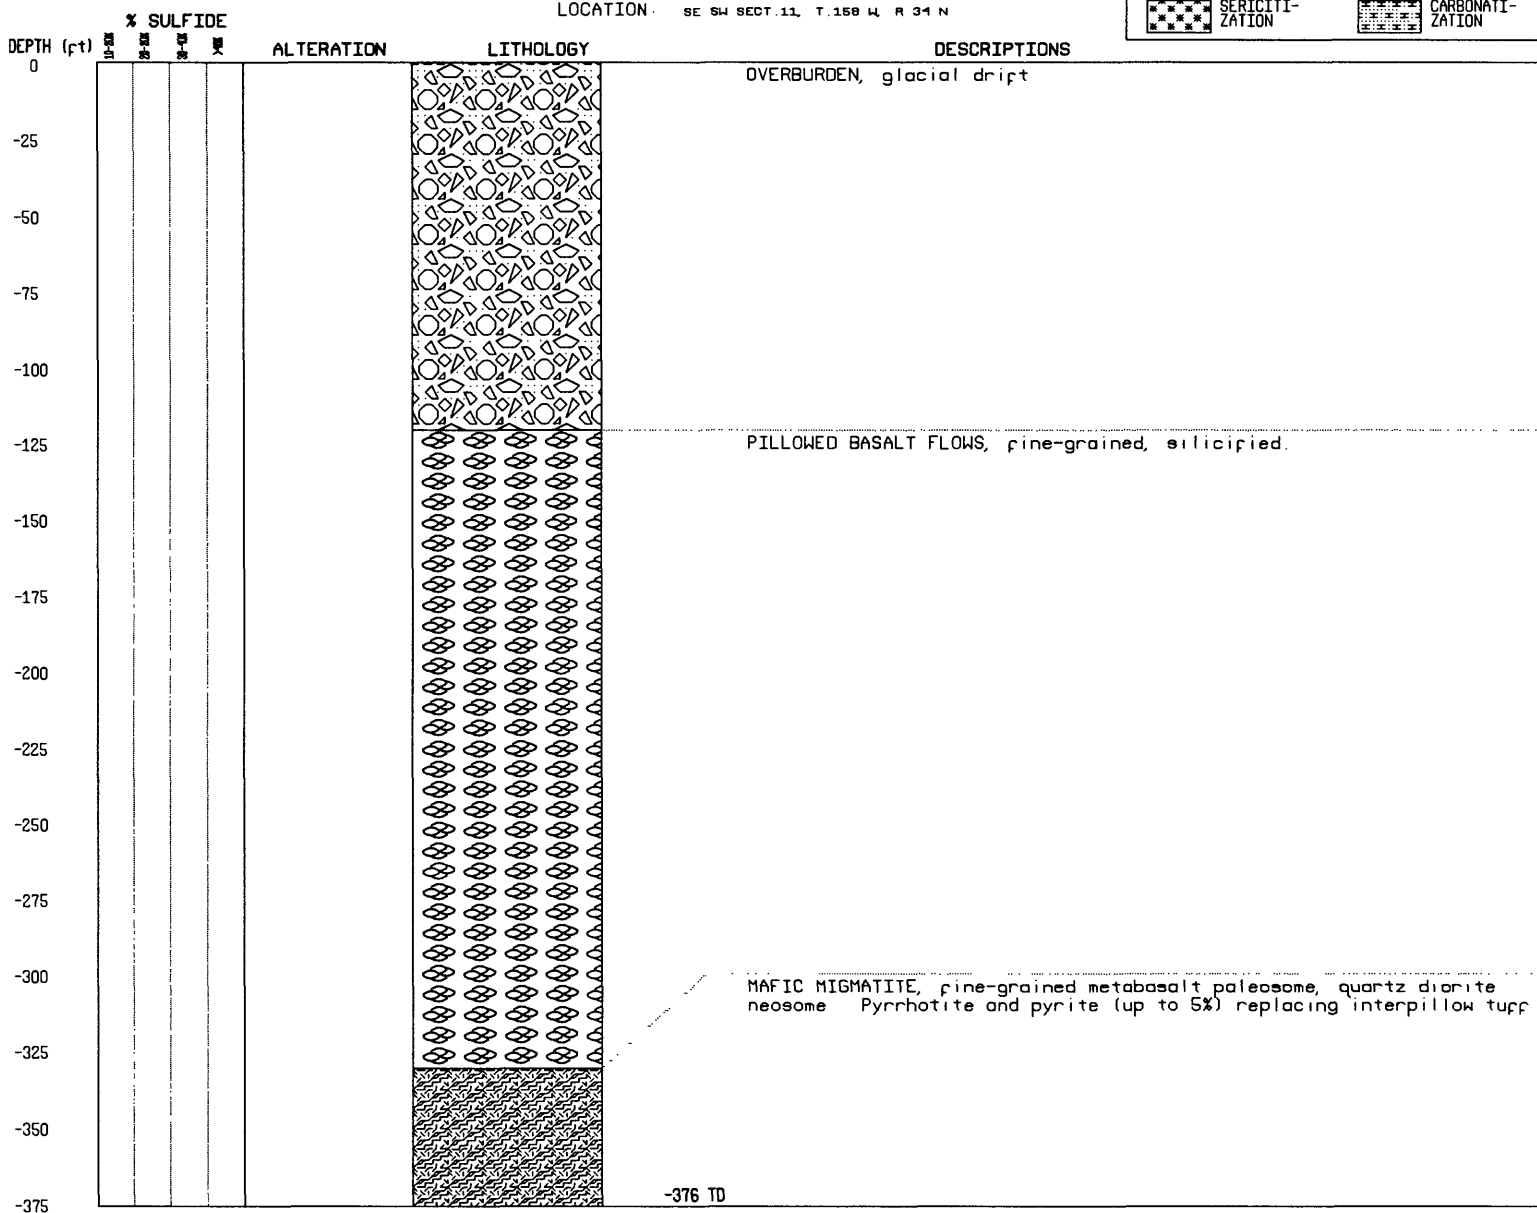 LOCATION. SE SW SECT.11, T.158 W, R 34 N
SERICITI-
ZATION
CARBONATI-
ZATION
% SULFIDE
DEPTH (ft)
ALTERATION
LITHOLOGY
DESCRIPTIONS
0
OVERBURDEN, glacial drift
-25
-50
-75
-100
-125
PILLOWED BASALT FLOWS, fine-grained, silicified.
-150
-175
-200
-225
-250
-275
-300
MAFIC MIGMATITE, fine-grained metabasalt paleosome, quartz diorite
neosome Pyrrhotite and pyrite (up to 5%) replacing interpillow tuff
-325
-350
-376 TD
-375